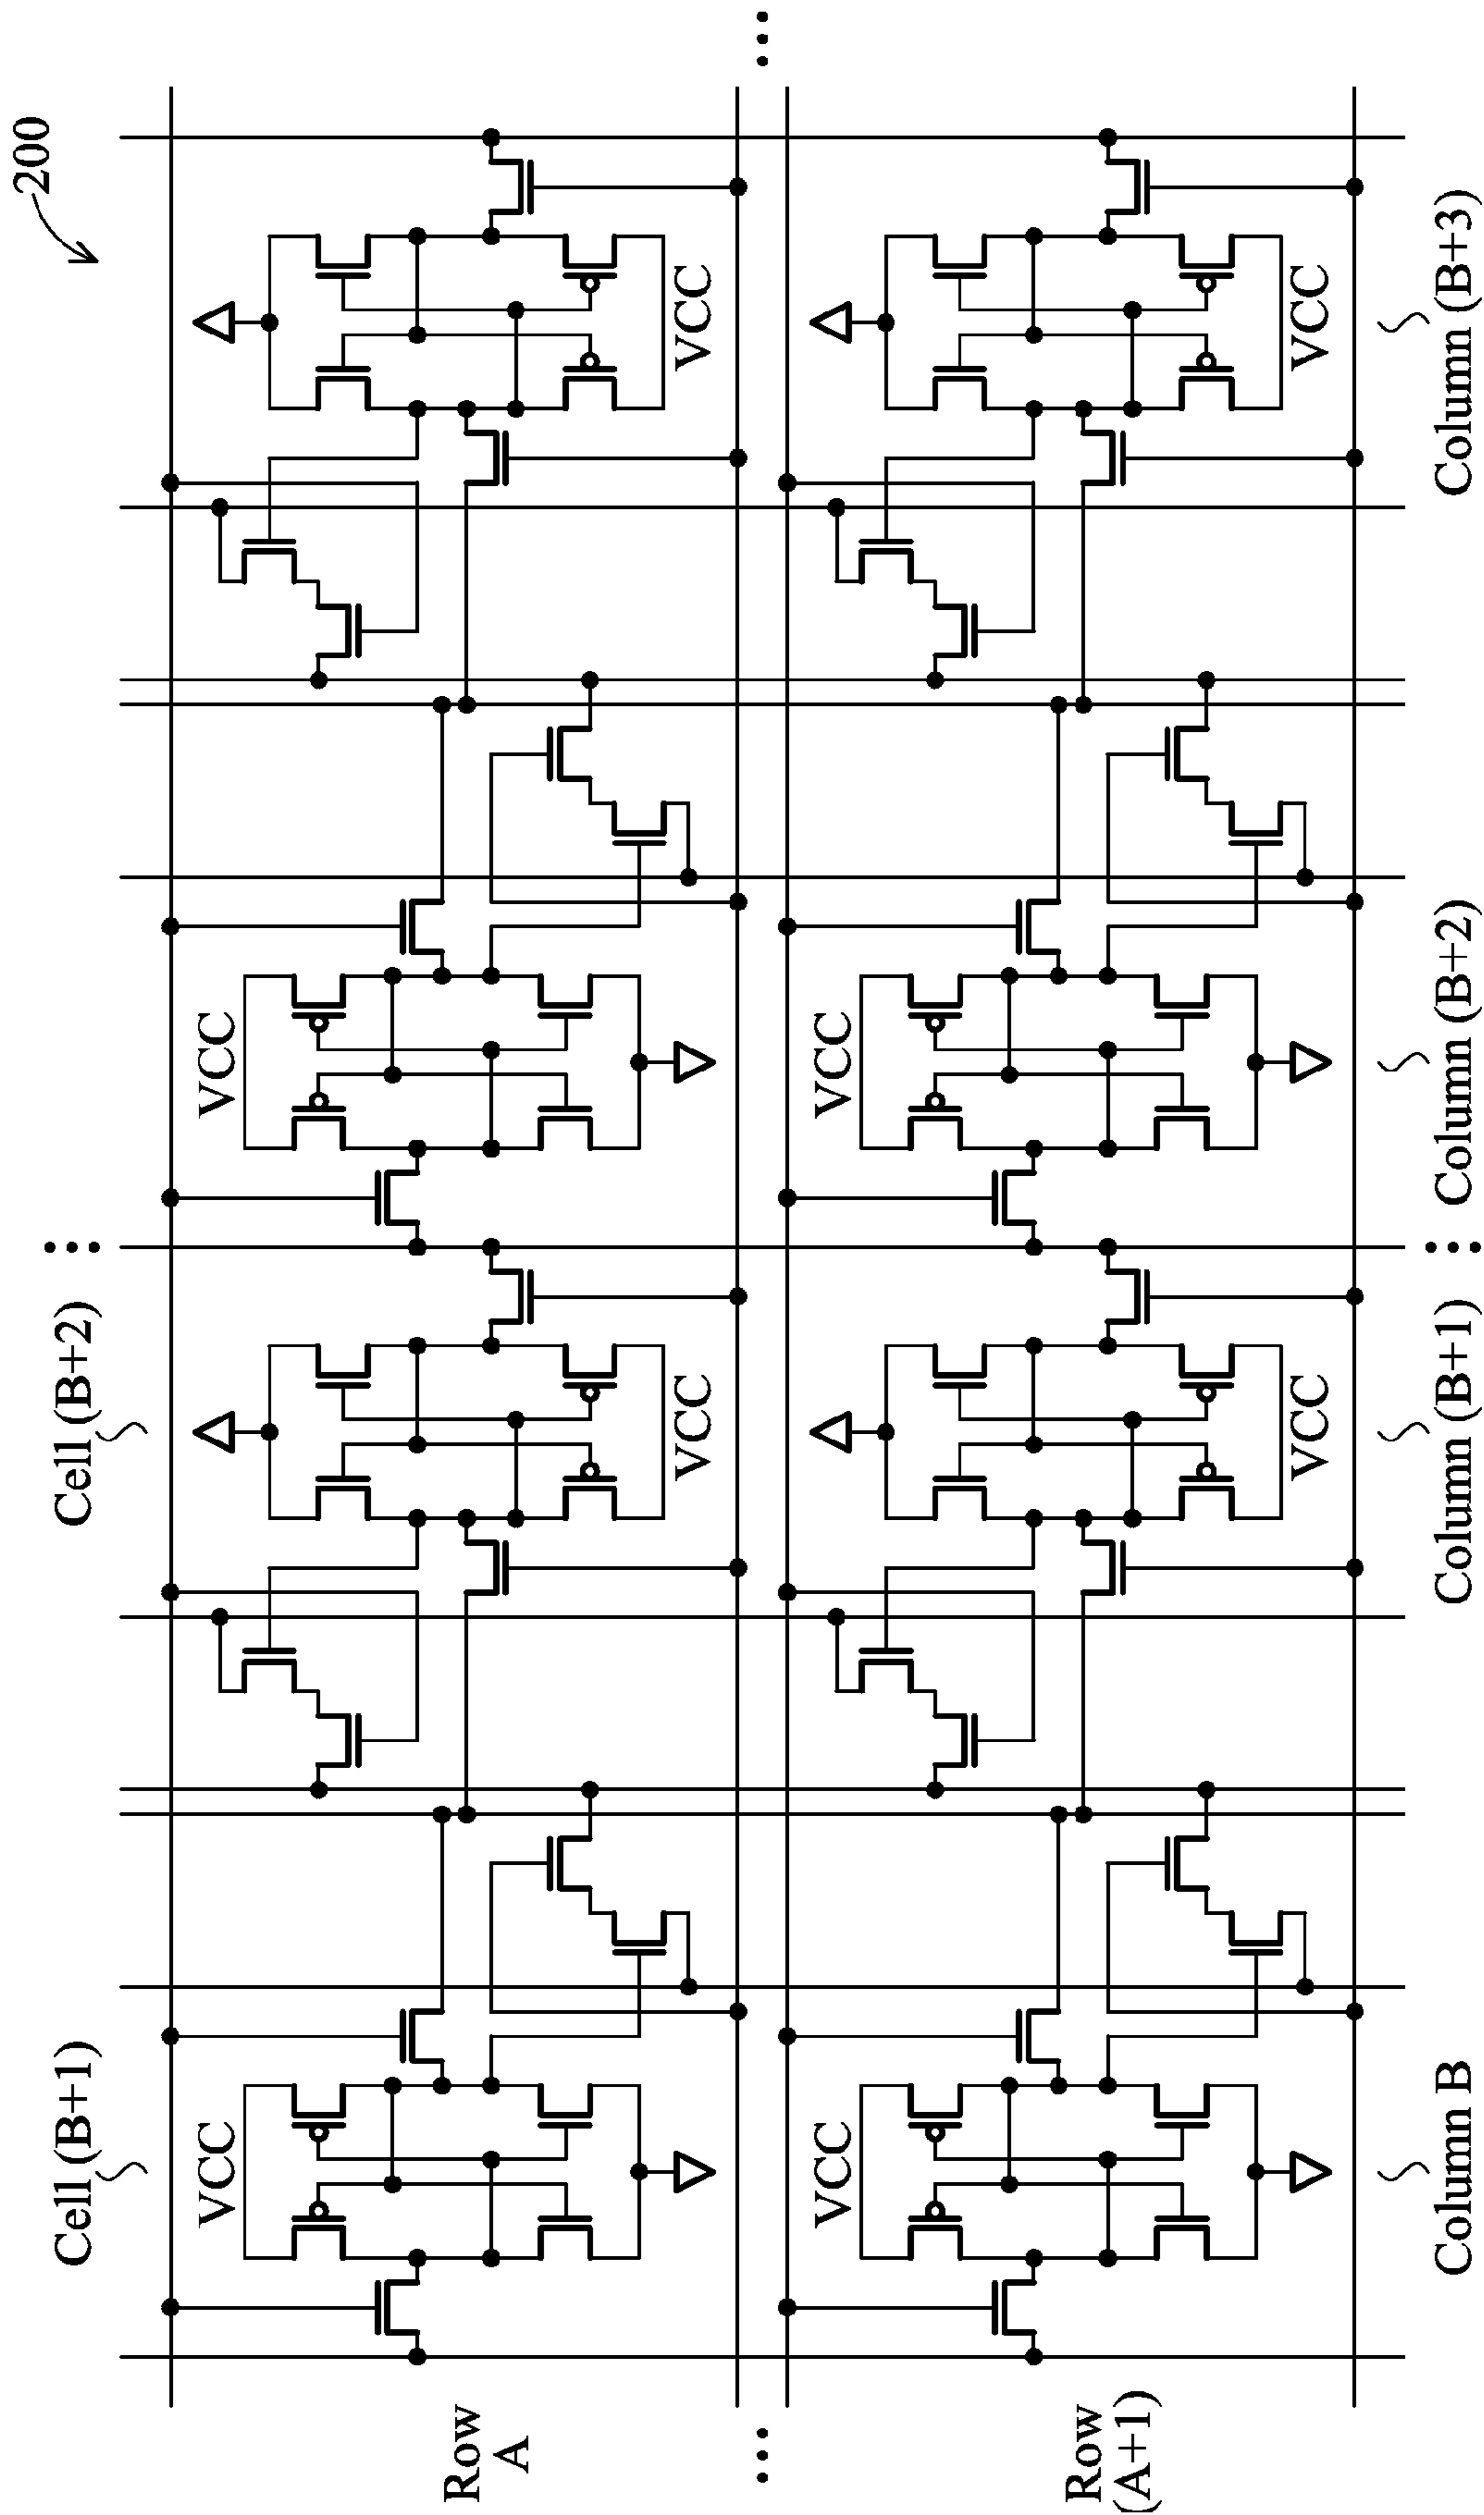 200
Cell (B+1)
Cell (B+2)
VCC
VCC
Row
A
VCC
VCC
VCC
VCC
Row
(A+1)
VCC
VCC
Column B
Column (B+1)
Column (B+2)
Column (B+3)